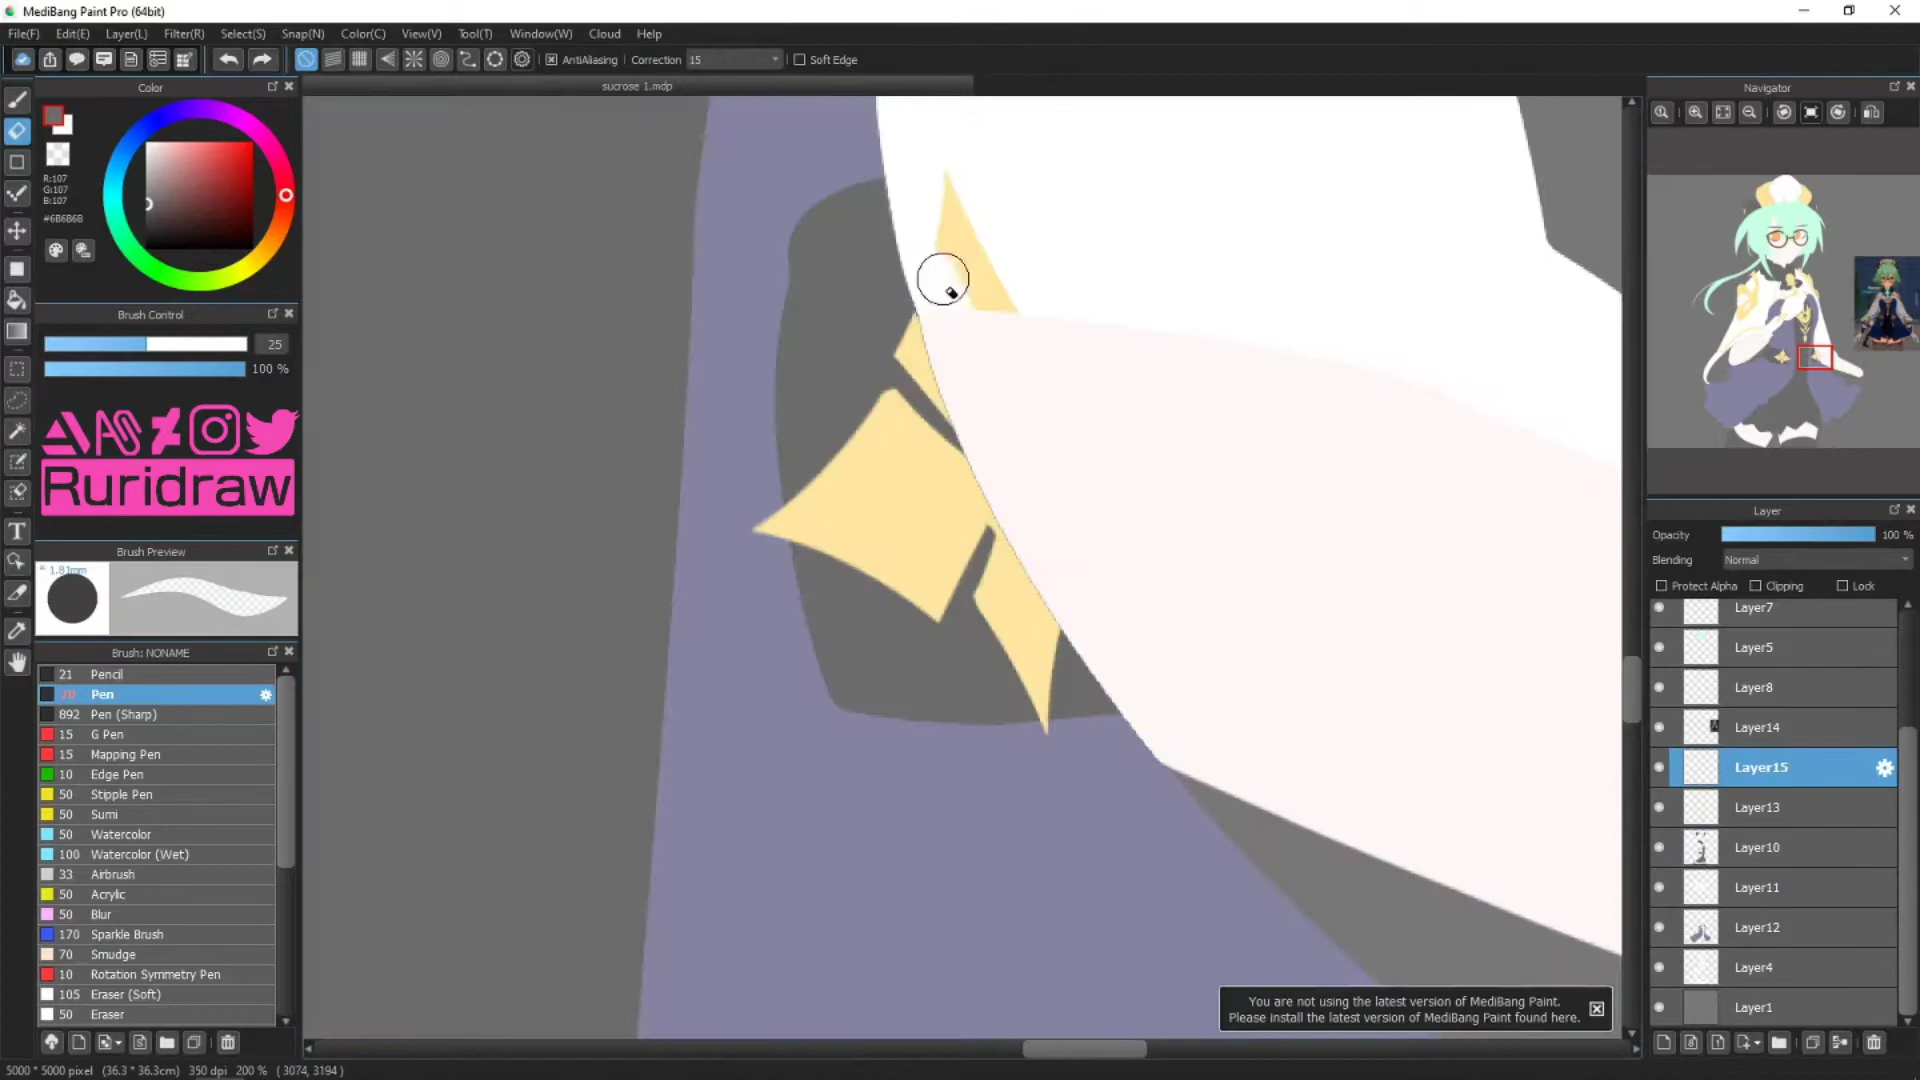 MediBang Paint Pro (64bit)
File(F) Edit(E) Layer(L) Filter(R) Select(S) Snap(N) Color(C) View(V) Tool(T) Window(W) Cloud Help
AntiAliasing Correction 15 Soft Edge
sucrose 1.mdp
Color
R:107
G:107
B:107
#6B6B6B
Brush Control
25
100 %
Ruridraw
Brush Preview
1.81mm
Brush: NONAME
21 Pencil
20 Pen
892 Pen (Sharp)
15 G Pen
15 Mapping Pen
10 Edge Pen
50 Stipple Pen
50 Sumi
50 Watercolor
100 Watercolor (Wet)
33 Airbrush
50 Acrylic
50 Blur
170 Sparkle Brush
70 Smudge
10 Rotation Symmetry Pen
105 Eraser (Soft)
50 Eraser
Navigator
Layer
Opacity 100 %
Blending Normal
Protect Alpha Clipping Lock
Layer7
Layer5
Layer8
Layer14
Layer15
Layer13
Layer10
Layer11
Layer12
Layer4
Layer1
You are not using the latest version of MediBang Paint.
Please install the latest version of MediBang Paint found here.
5000 * 5000 pixel (36.3 * 36.3cm) 350 dpi 200 % ( 3074, 3194 )